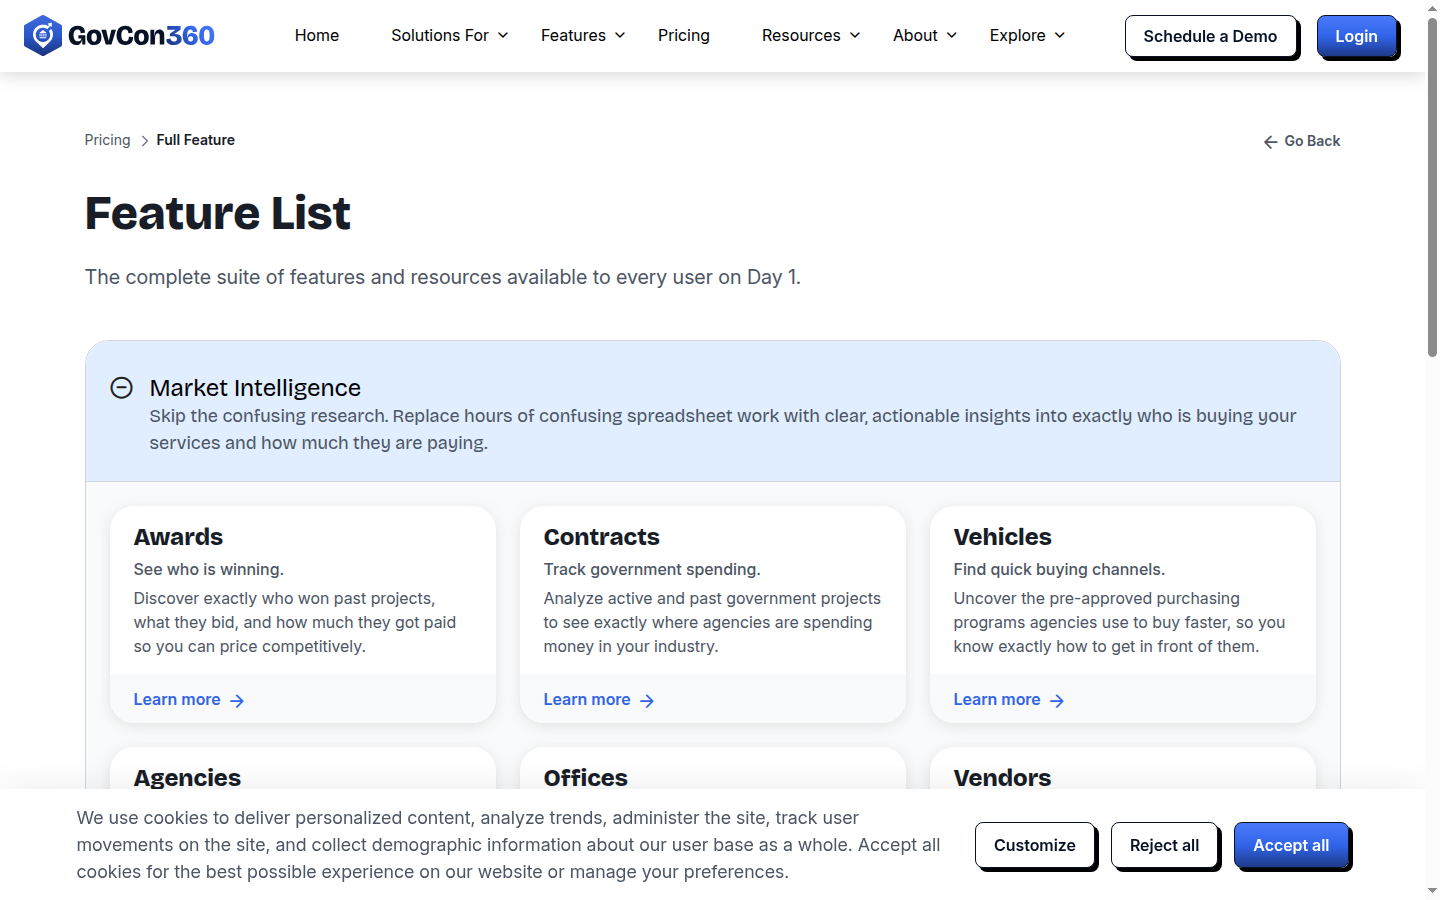 GovCon360
Home
Solutions For
Features
Pricing
Resources
About
Explore
Schedule a Demo
Login
Pricing
Full Feature
Go Back
Feature List
The complete suite of features and resources available to every user on Day 1.
Market Intelligence
Skip the confusing research. Replace hours of confusing spreadsheet work with clear, actionable insights into exactly who is buying your
services and how much they are paying.
Awards
See who is winning.
Discover exactly who won past projects,
what they bid, and how much they got paid
so you can price competitively.
Learn more
Contracts
Track government spending.
Analyze active and past government projects
to see exactly where agencies are spending
money in your industry.
Learn more
Vehicles
Find quick buying channels.
Uncover the pre-approved purchasing
programs agencies use to buy faster, so you
know exactly how to get in front of them.
Learn more
Agencies
Offices
Vendors
We use cookies to deliver personalized content, analyze trends, administer the site, track user
movements on the site, and collect demographic information about our user base as a whole. Accept all
cookies for the best possible experience on our website or manage your preferences.
Customize
Reject all
Accept all